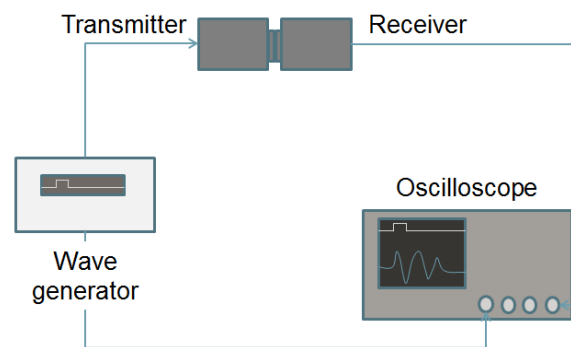 Transmitter
Receiver
Oscilloscope
Wave
generator